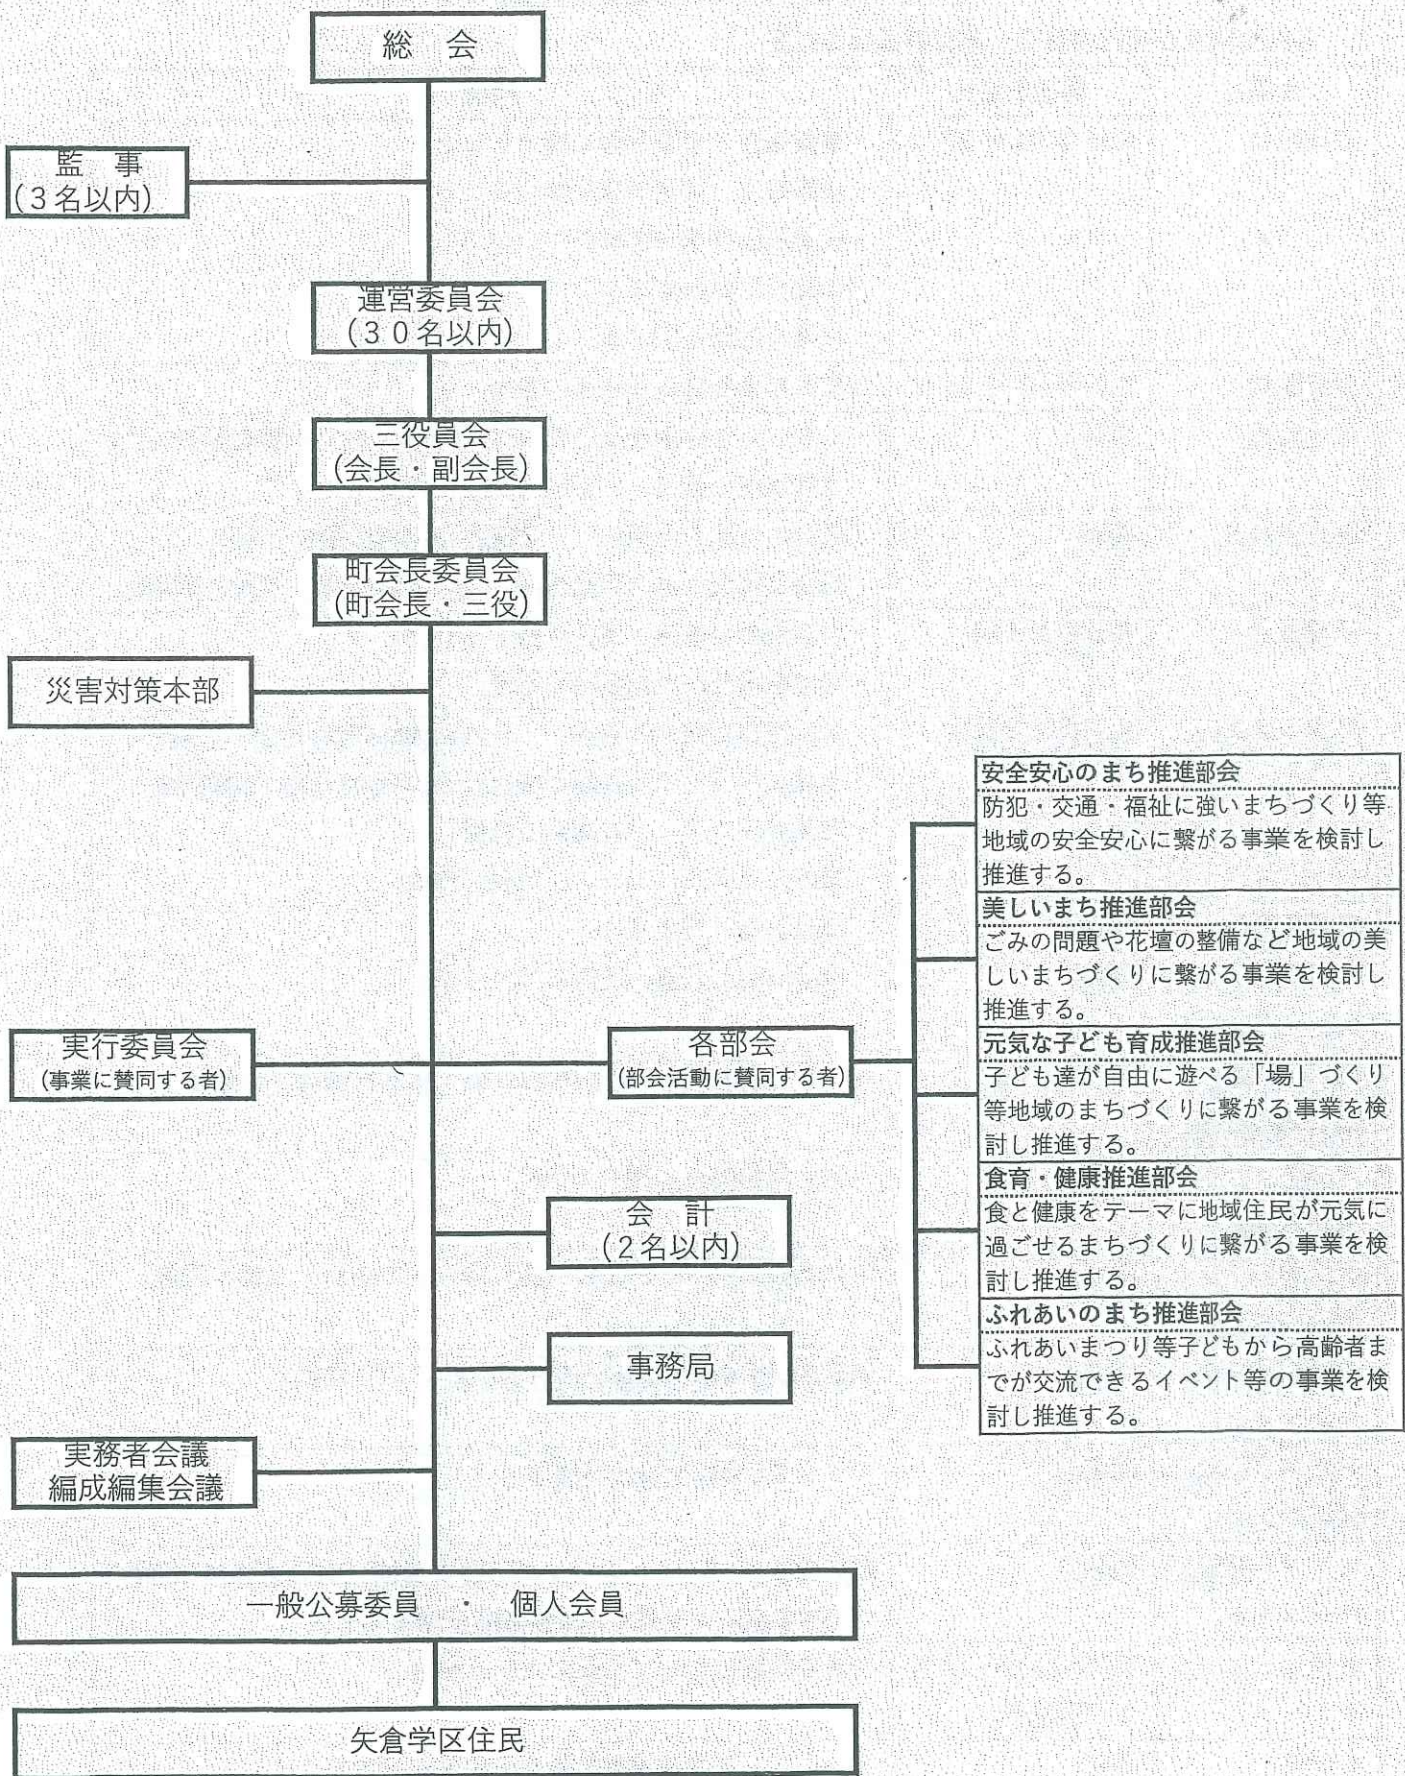 総　会
監　事
(３名以内)
運営委員会
(３０名以内)
三役員会
(会長・副会長)
町会長委員会
(町会長・三役)
災害対策本部
安全安心のまち推進部会
防犯・交通・福祉に強いまちづくり等
地域の安全安心に繋がる事業を検討し
推進する。
美しいまち推進部会
ごみの問題や花壇の整備など地域の美
しいまちづくりに繋がる事業を検討し
推進する。
元気な子ども育成推進部会
子ども達が自由に遊べる「場」づくり
等地域のまちづくりに繋がる事業を検
討し推進する。
食育・健康推進部会
食と健康をテーマに地域住民が元気に
過ごせるまちづくりに繋がる事業を検
討し推進する。
ふれあいのまち推進部会
ふれあいまつり等子どもから高齢者ま
でが交流できるイベント等の事業を検
討し推進する。
実行委員会
(事業に賛同する者)
各部会
(部会活動に賛同する者)
会　計
(２名以内)
事務局
実務者会議
編成編集会議
一般公募委員　・　個人会員
矢倉学区住民